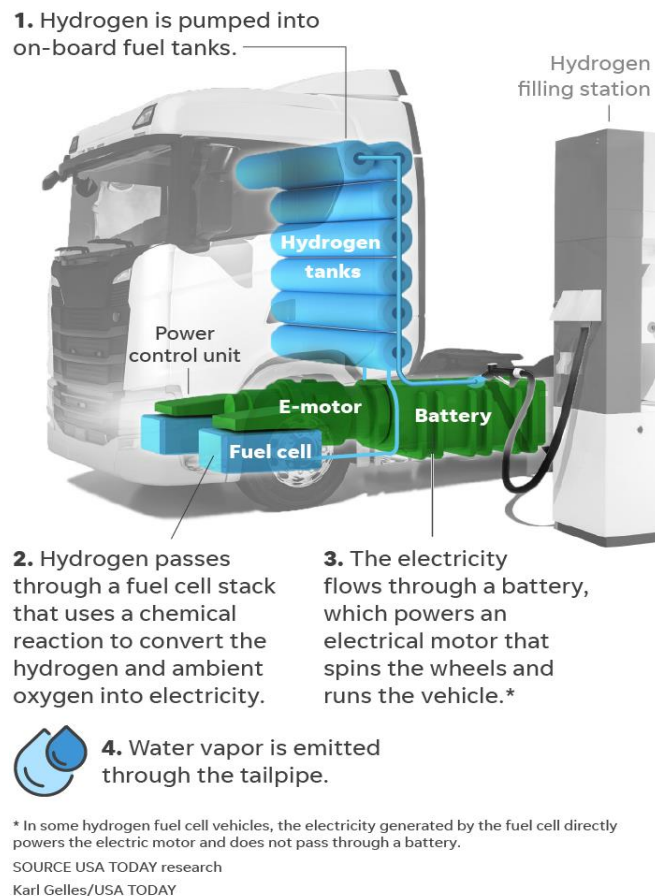 1. Hydrogen is pumped into
on-board fuel tanks.
Hydrogen
filling station
Hydrogen
tanks
Power
control unit
E-motor
Battery
Fuel cell
2. Hydrogen passes
through a fuel cell stack
that uses a chemical
reaction to convert the
hydrogen and ambient
oxygen into electricity.
3. The electricity
flows through a battery,
which powers an
electrical motor that
spins the wheels and
runs the vehicle.*
4. Water vapor is emitted
through the tailpipe.
* In some hydrogen fuel cell vehicles, the electricity generated by the fuel cell directly
powers the electric motor and does not pass through a battery.
SOURCE USA TODAY research
Karl Gelles/USA TODAY